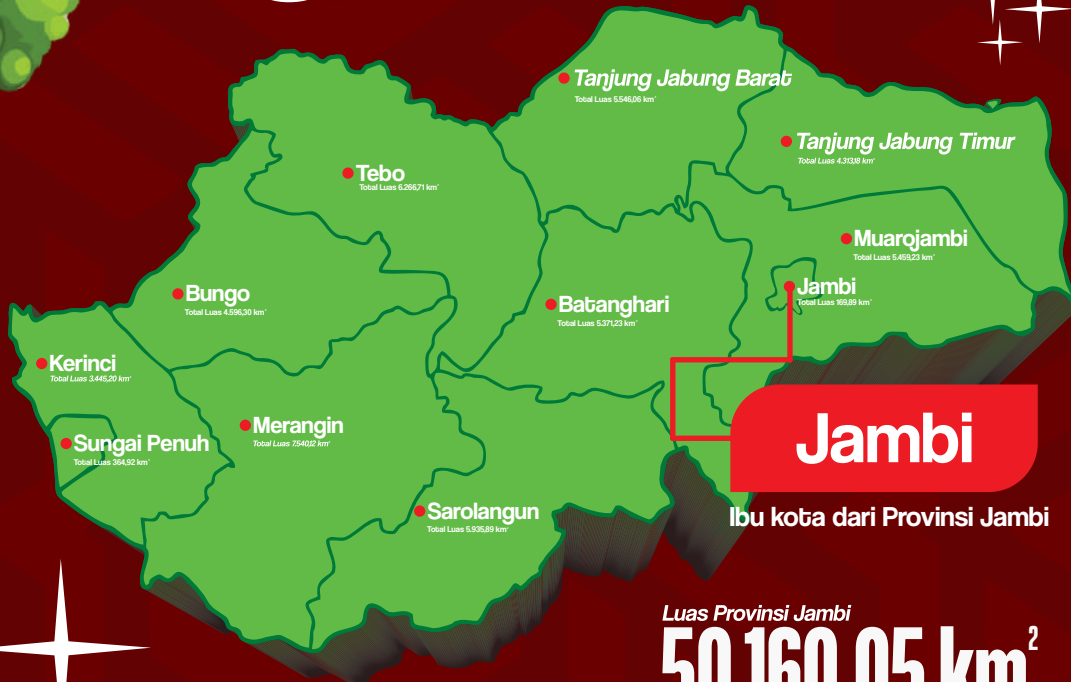 Tanjung Jabung Barat
Total Luas 5.546,06 km²
Tanjung Jabung Timur
Total Luas 4.313,18 km²
Tebo
Total Luas 6.266,71 km²
Muarojambi
Total Luas 5.459,23 km²
Jambi
Total Luas 169,89 km²
Bungo
Total Luas 4.596,30 km²
Batanghari
Total Luas 5.371,23 km²
Kerinci
Total Luas 3.445,20 km²
Merangin
Total Luas 7.540,12 km²
Sungai Penuh
Total Luas 364,92 km²
Jambi
Sarolangun
Total Luas 5.935,89 km²
Ibu kota dari Provinsi Jambi
Luas Provinsi Jambi
50.160,05 km²